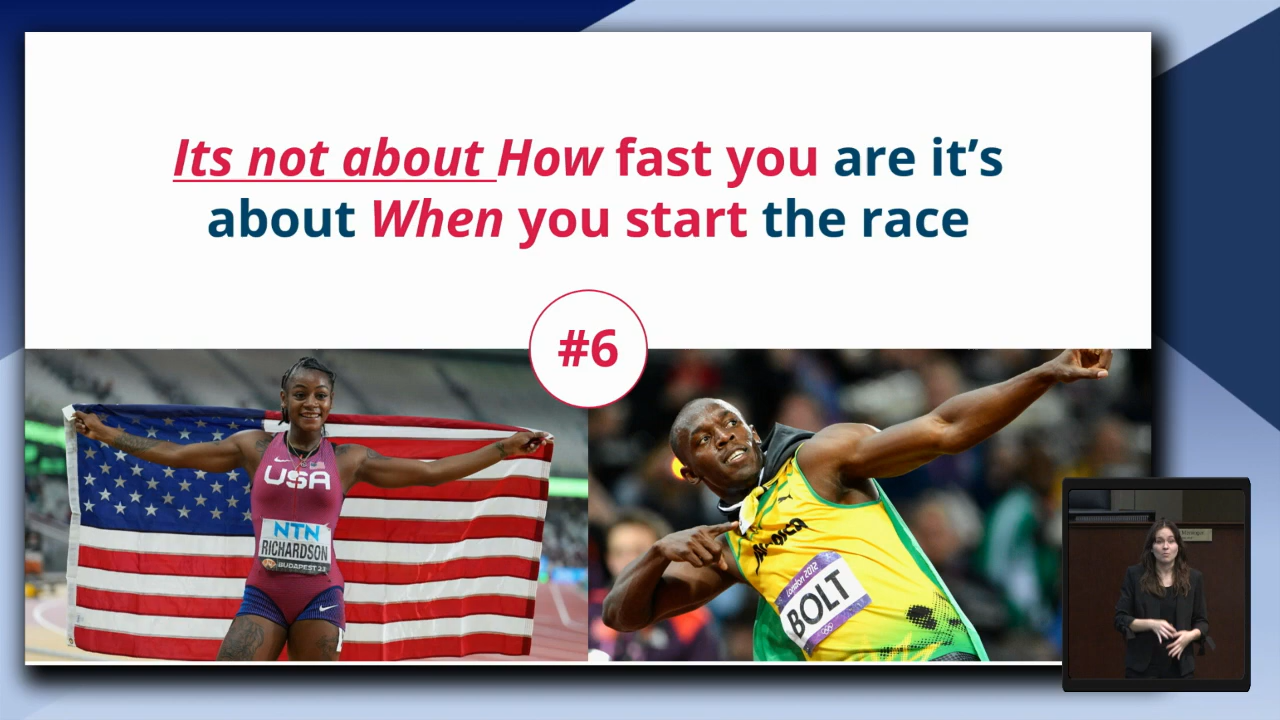 Its not about How fast you are it’s
about When you start the race
#6
USA
NTN
RICHARDSON
BUDAPEST 23
London 2012
BOLT